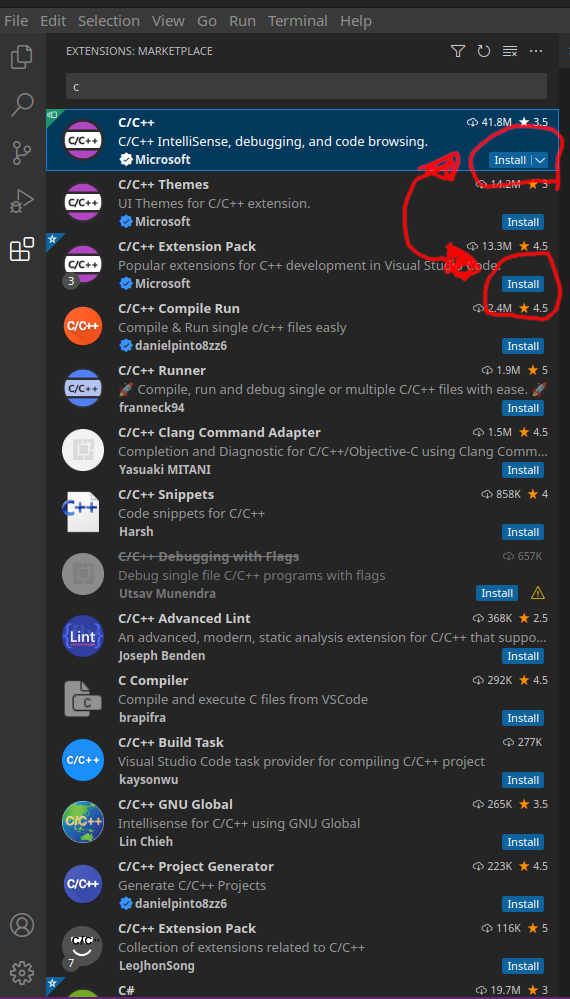 File Edit Selection View Go Run Terminal Help
EXTENSIONS: MARKETPLACE
c
C/C++ 41.8M 3.5
C/C++ IntelliSense, debugging, and code browsing.
Microsoft Install
C/C++ Themes 14.2M 3
UI Themes for C/C++ extension.
Microsoft Install
C/C++ Extension Pack 13.3M 4.5
Popular extensions for C++ development in Visual Studio Code.
3 Microsoft Install
C/C++ Compile Run 2.4M 4.5
Compile & Run single c/c++ files easly
danielpinto8zz6 Install
C/C++ Runner 1.9M 5
🚀 Compile, run and debug single or multiple C/C++ files with ease. 🚀
franneck94 Install
C/C++ Clang Command Adapter 1.5M 4.5
Completion and Diagnostic for C/C++/Objective-C using Clang Comm...
Yasuaki MITANI Install
C/C++ Snippets 858K 4
Code snippets for C/C++
Harsh Install
C/C++ Debugging with Flags 657K
Debug single file C/C++ programs with flags
Utsav Munendra Install
C/C++ Advanced Lint 368K 2.5
An advanced, modern, static analysis extension for C/C++ that suppo...
Joseph Benden Install
C Compiler 292K 4.5
Compile and execute C files from VSCode
brapifra Install
C/C++ Build Task 277K
Visual Studio Code task provider for compiling C/C++ project
kaysonwu Install
C/C++ GNU Global 265K 3.5
Intellisense for C/C++ using GNU Global
Lin Chieh Install
C/C++ Project Generator 223K 4.5
Generate C/C++ Projects
danielpinto8zz6 Install
C/C++ Extension Pack 116K 5
Collection of extensions related to C/C++
7 LeoJhonSong Install
C# 19.7M 3